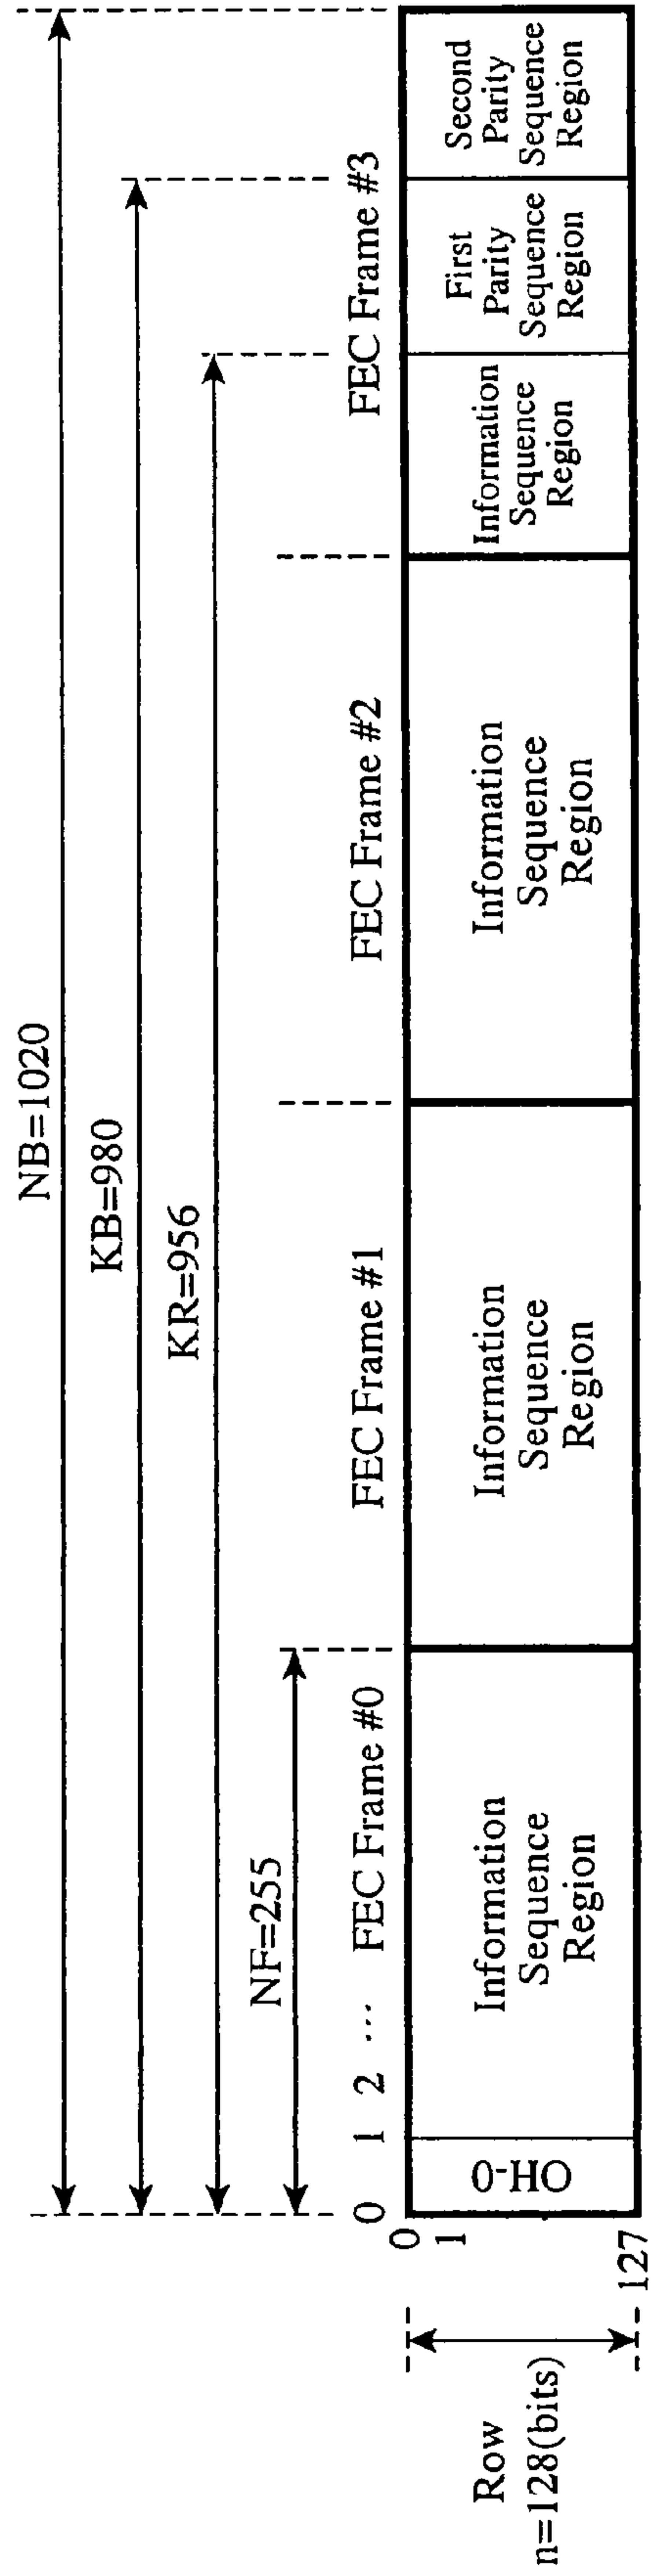 NB=1020
KB=980
KR=956
NF=255
0 1 2 ... FEC Frame #0
FEC Frame #1
FEC Frame #2
FEC Frame #3
0
1
127
Row
n=128(bits)
OH-0
Information
Sequence
Region
Information
Sequence
Region
Information
Sequence
Region
Information
Sequence
Region
First
Parity
Sequence
Region
Second
Parity
Sequence
Region